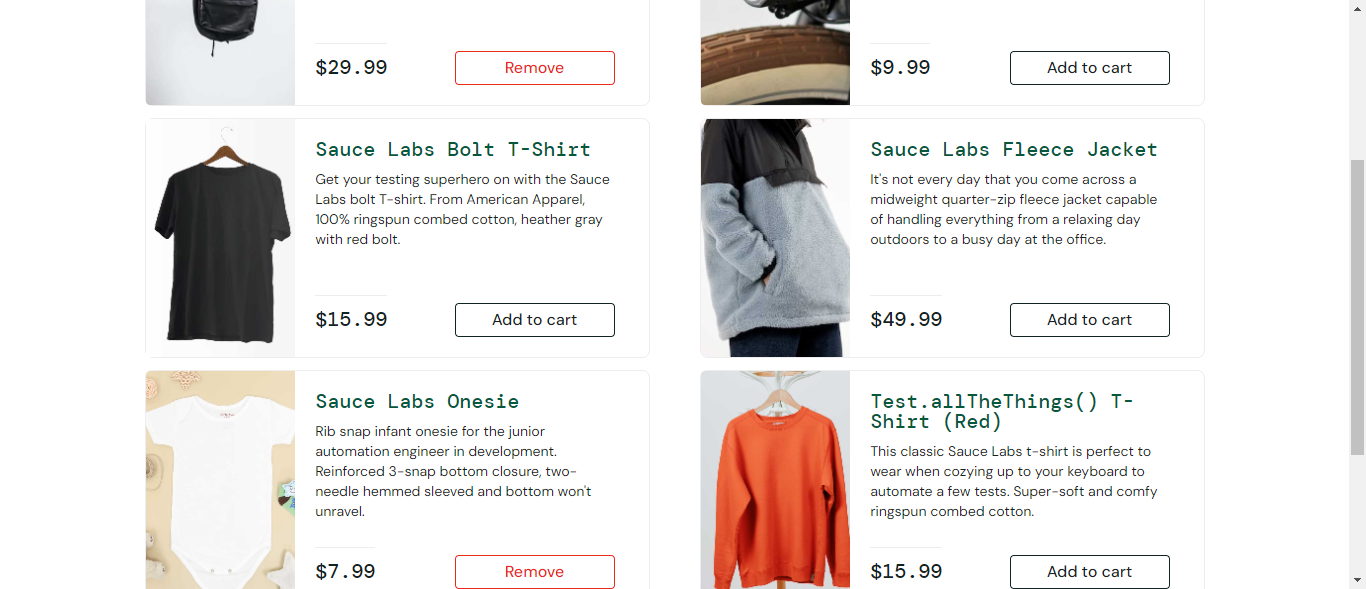 $29.99
Remove
$9.99
Add to cart
Sauce Labs Bolt T-Shirt
Get your testing superhero on with the Sauce
Labs bolt T-shirt. From American Apparel,
100% ringspun combed cotton, heather gray
with red bolt.
$15.99
Add to cart
Sauce Labs Fleece Jacket
It's not every day that you come across a
midweight quarter-zip fleece jacket capable
of handling everything from a relaxing day
outdoors to a busy day at the office.
$49.99
Add to cart
Sauce Labs Onesie
Rib snap infant onesie for the junior
automation engineer in development.
Reinforced 3-snap bottom closure, two-
needle hemmed sleeved and bottom won't
unravel.
$7.99
Remove
Test.allTheThings() T-
Shirt (Red)
This classic Sauce Labs t-shirt is perfect to
wear when cozying up to your keyboard to
automate a few tests. Super-soft and comfy
ringspun combed cotton.
$15.99
Add to cart